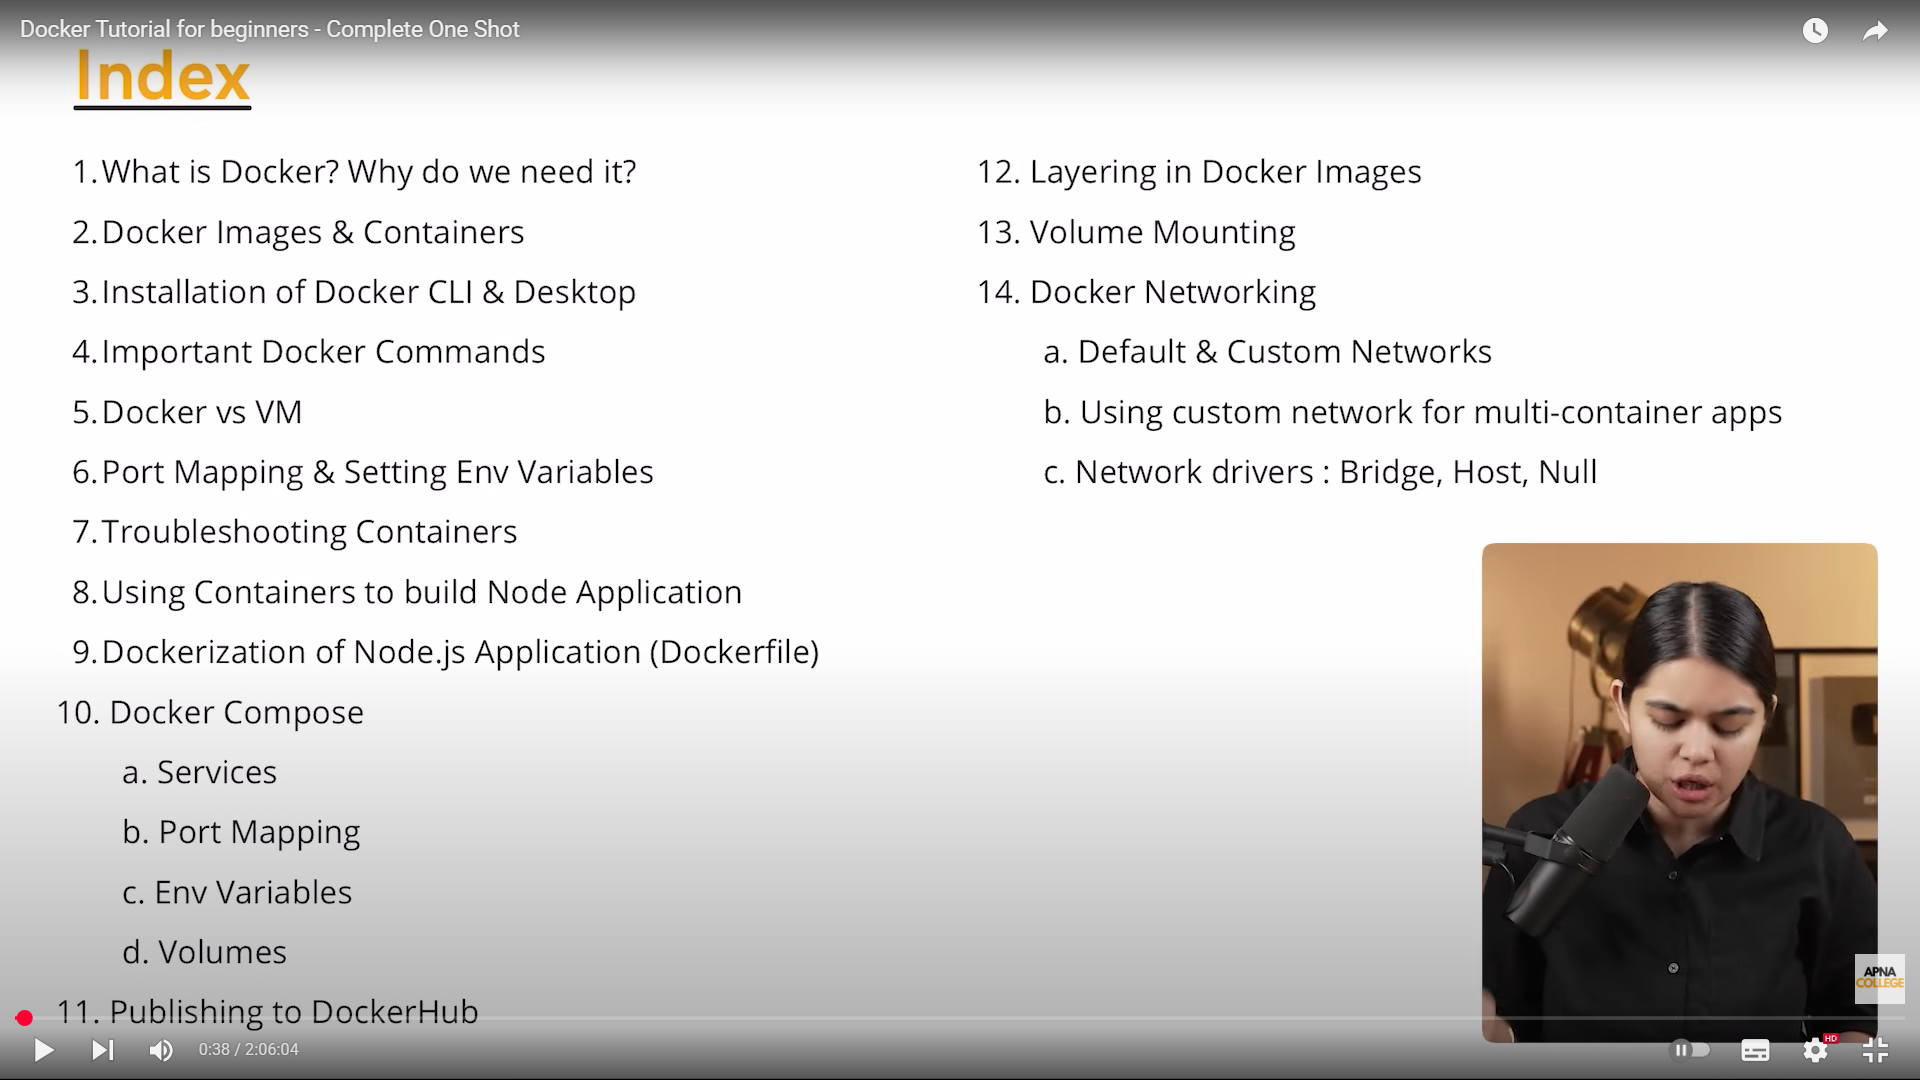 Docker Tutorial for beginners - Complete One Shot
Index
1. What is Docker? Why do we need it?
2. Docker Images & Containers
3. Installation of Docker CLI & Desktop
4. Important Docker Commands
5. Docker vs VM
6. Port Mapping & Setting Env Variables
7. Troubleshooting Containers
8. Using Containers to build Node Application
9. Dockerization of Node.js Application (Dockerfile)
10. Docker Compose
a. Services
b. Port Mapping
c. Env Variables
d. Volumes
11. Publishing to DockerHub
12. Layering in Docker Images
13. Volume Mounting
14. Docker Networking
a. Default & Custom Networks
b. Using custom network for multi-container apps
c. Network drivers : Bridge, Host, Null
APNA
COLLEGE
0:38 / 2:06:04
HD